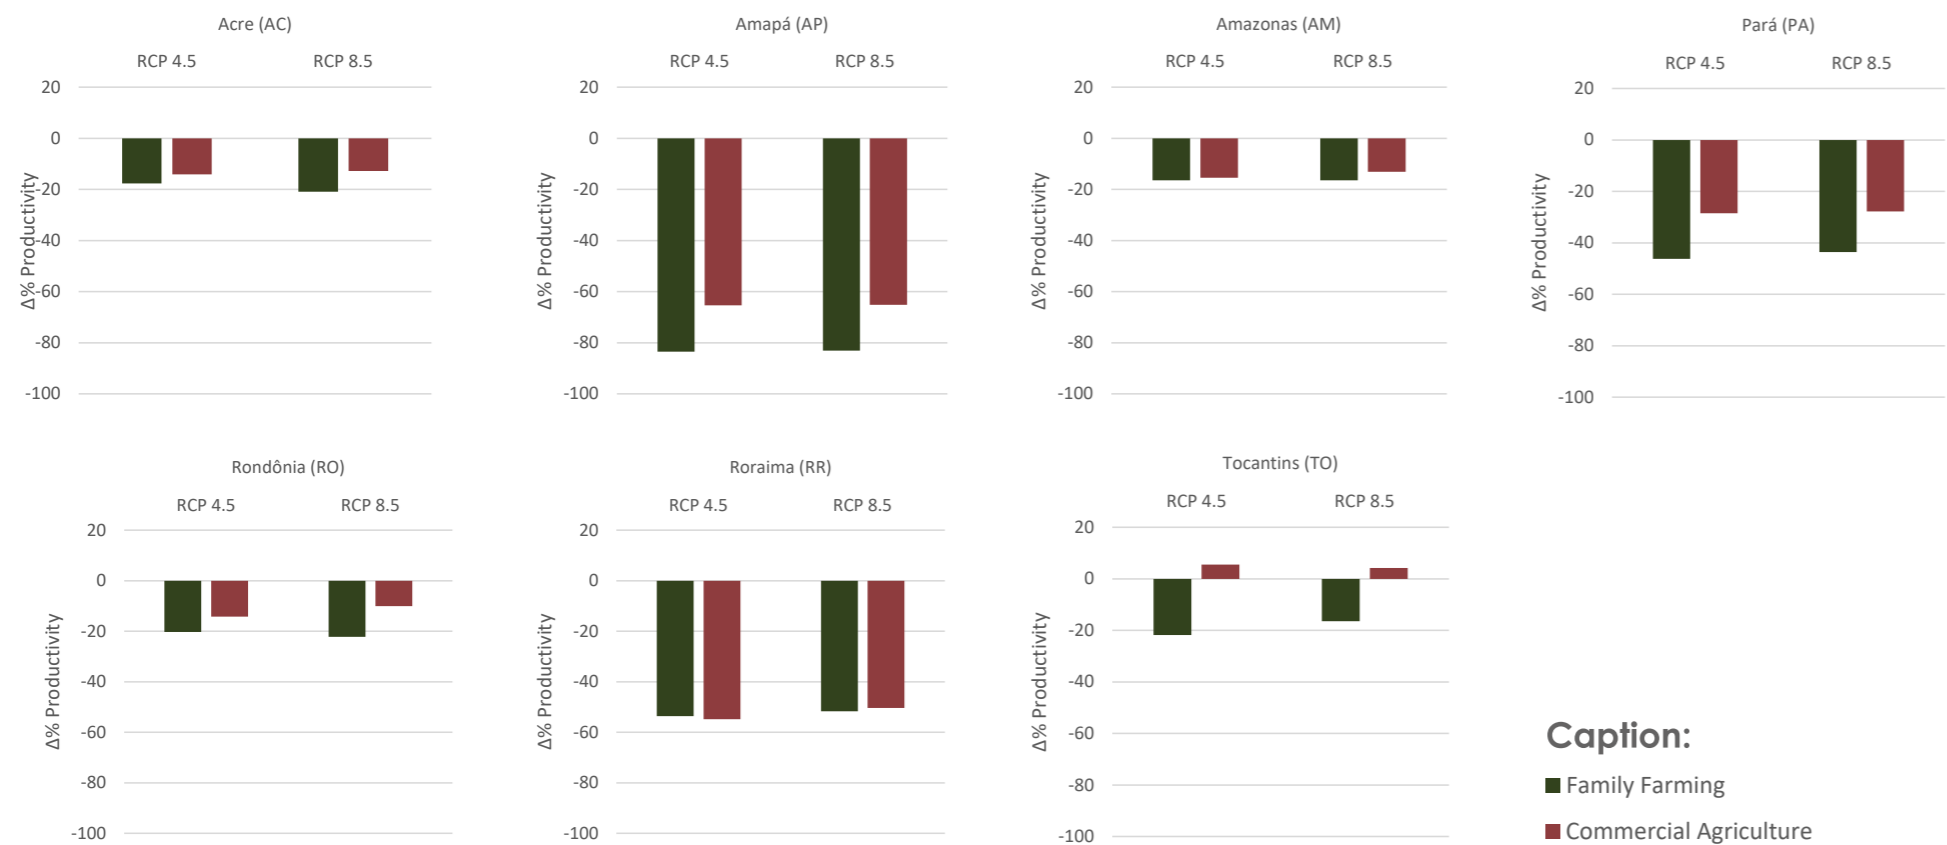 Acre (AC)
RCP 4.5 RCP 8.5
20
0
-20
-40
-60
-80
-100
Δ% Productivity
Amapá (AP)
RCP 4.5 RCP 8.5
20
0
-20
-40
-60
-80
-100
Δ% Productivity
Amazonas (AM)
RCP 4.5 RCP 8.5
20
0
-20
-40
-60
-80
-100
Δ% Productivity
Pará (PA)
RCP 4.5 RCP 8.5
20
0
-20
-40
-60
-80
-100
Δ% Productivity
Rondônia (RO)
RCP 4.5 RCP 8.5
20
0
-20
-40
-60
-80
-100
Δ% Productivity
Roraima (RR)
RCP 4.5 RCP 8.5
20
0
-20
-40
-60
-80
-100
Δ% Productivity
Tocantins (TO)
RCP 4.5 RCP 8.5
20
0
-20
-40
-60
-80
-100
Δ% Productivity
Caption:
Family Farming
Commercial Agriculture